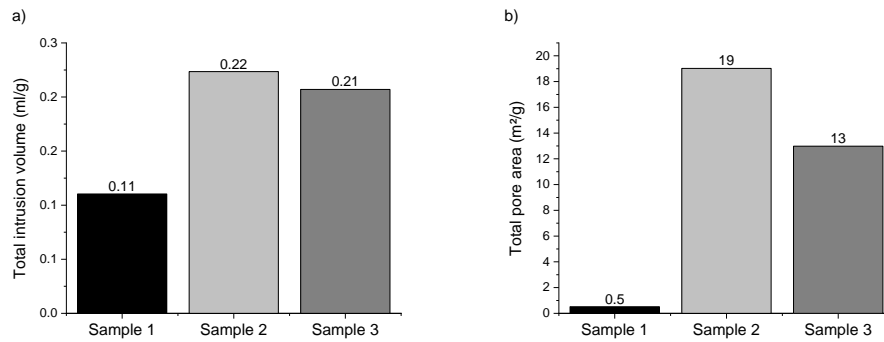 a)
Total intrusion volume (ml/g)
0.3
0.2
0.2
0.1
0.1
0.0
0.11
0.22
0.21
Sample 1
Sample 2
Sample 3
b)
Total pore area (m²/g)
20
18
16
14
12
10
8
6
4
2
0
0.5
19
13
Sample 1
Sample 2
Sample 3